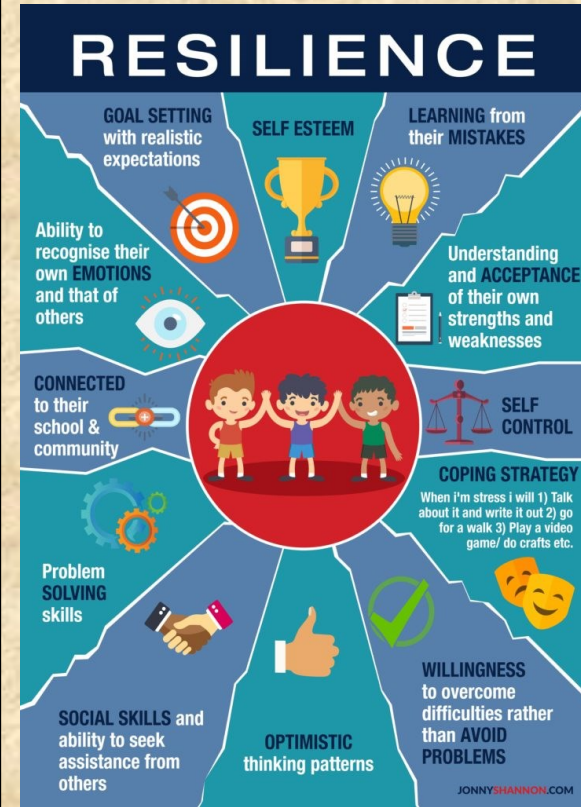 RESILIENCE
GOAL SETTING
with realistic
expectations
SELF ESTEEM
LEARNING from
their MISTAKES
Ability to
recognise their
own EMOTIONS
and that of
others
Understanding
and ACCEPTANCE
of their own
strengths and
weaknesses
CONNECTED
to their
school &
community
SELF
CONTROL
COPING STRATEGY
When i'm stress i will 1) Talk
about it and write it out 2) go
for a walk 3) Play a video
game/ do crafts etc.
Problem
SOLVING
skills
SOCIAL SKILLS and
ability to seek
assistance from
others
OPTIMISTIC
thinking patterns
WILLINGNESS
to overcome
difficulties rather
than AVOID
PROBLEMS
JONNYSHANNON.COM